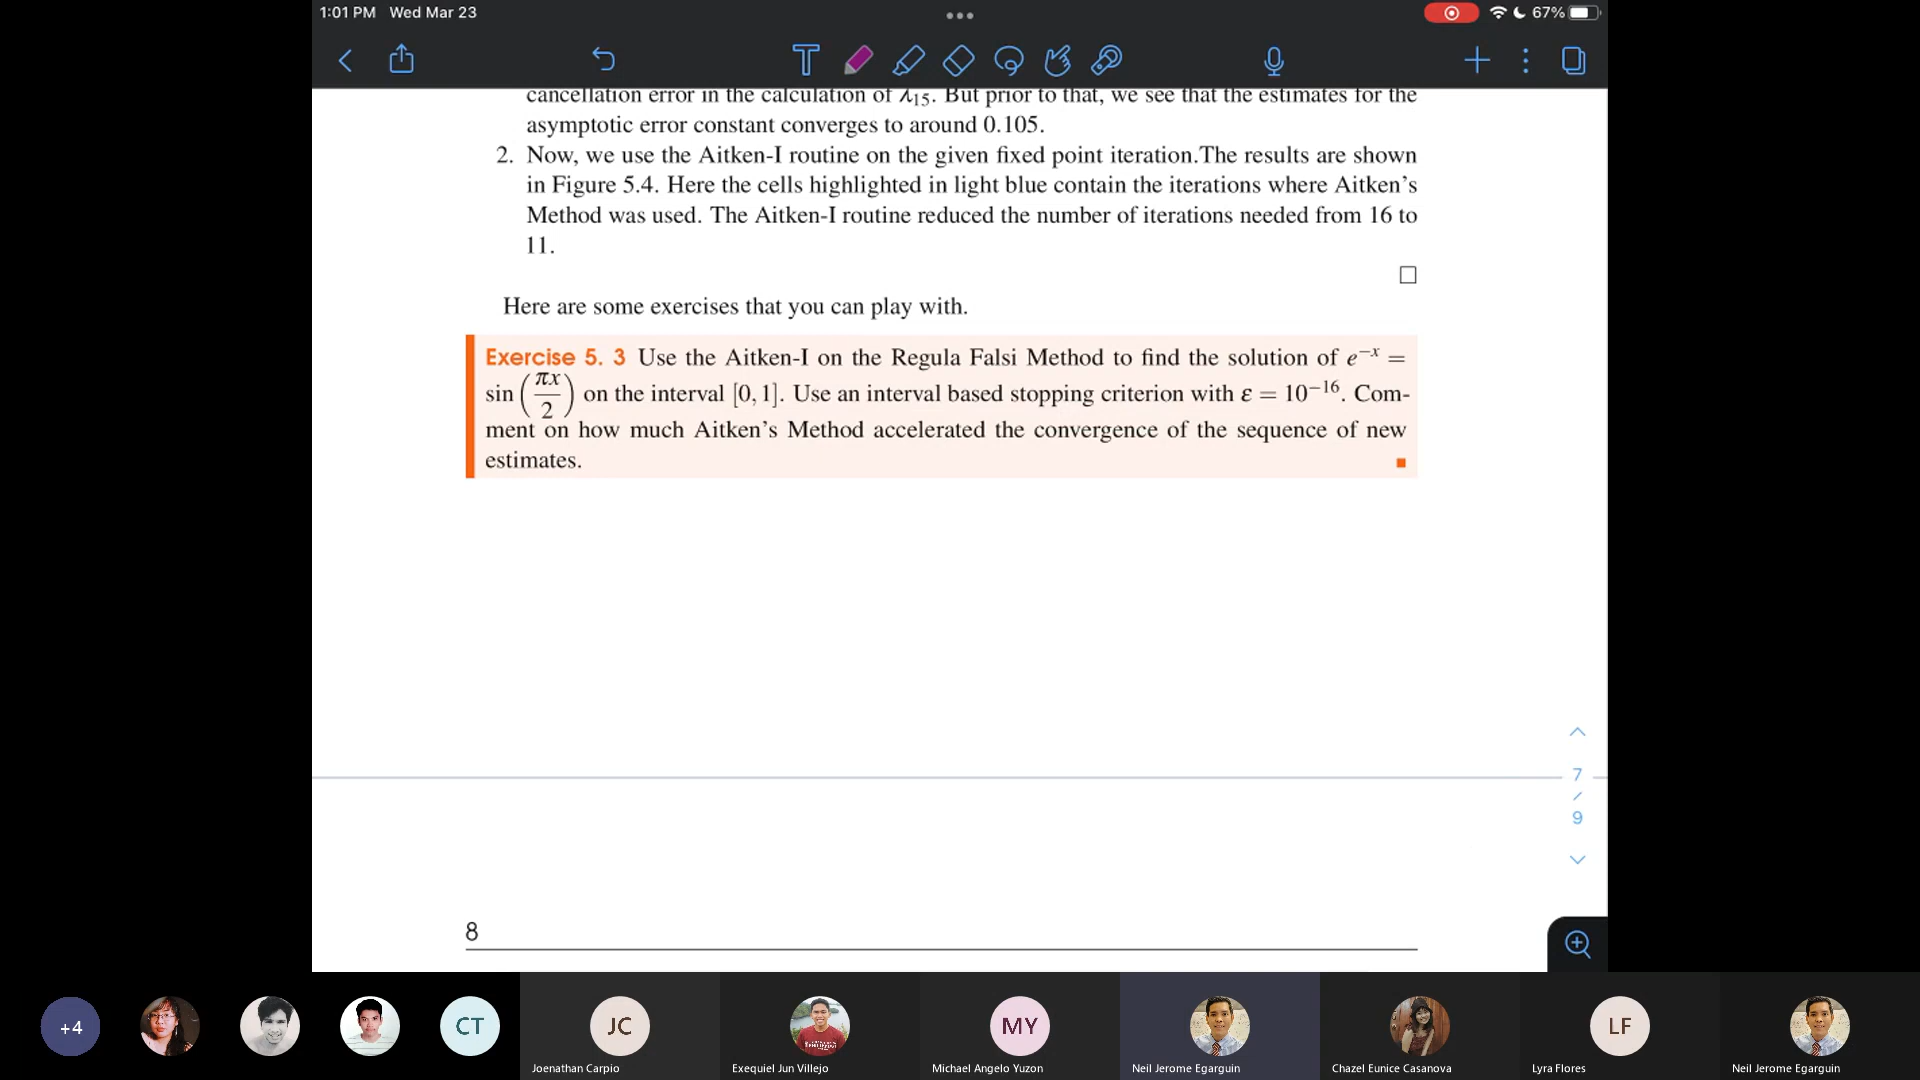 1:01 PM Wed Mar 23
67%
cancellation error in the calculation of λ15. But prior to that, we see that the estimates for the
asymptotic error constant converges to around 0.105.
2. Now, we use the Aitken-I routine on the given fixed point iteration.The results are shown
in Figure 5.4. Here the cells highlighted in light blue contain the iterations where Aitken's
Method was used. The Aitken-I routine reduced the number of iterations needed from 16 to
11.
□
Here are some exercises that you can play with.
Exercise 5. 3 Use the Aitken-I on the Regula Falsi Method to find the solution of e^{−x} =
sin (πx/2) on the interval [0, 1]. Use an interval based stopping criterion with ε = 10^{−16}. Com-
ment on how much Aitken's Method accelerated the convergence of the sequence of new
estimates.
7
/
9
8
+4
CT
JC
MY
LF
Joenathan Carpio
Exequiel Jun Villejo
Michael Angelo Yuzon
Neil Jerome Egarguin
Chazel Eunice Casanova
Lyra Flores
Neil Jerome Egarguin